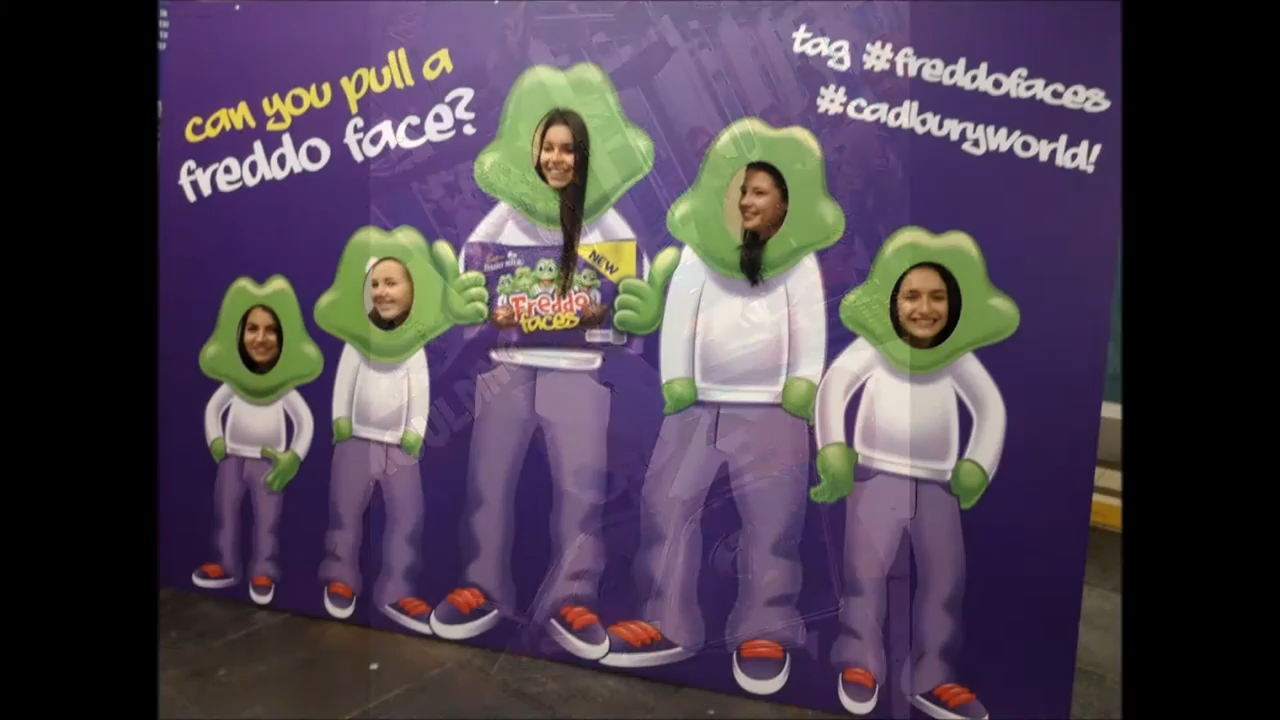 can you pull a
freddo face?
tag #freddofaces
#cadburyworld!
NEW
Freddo
faces